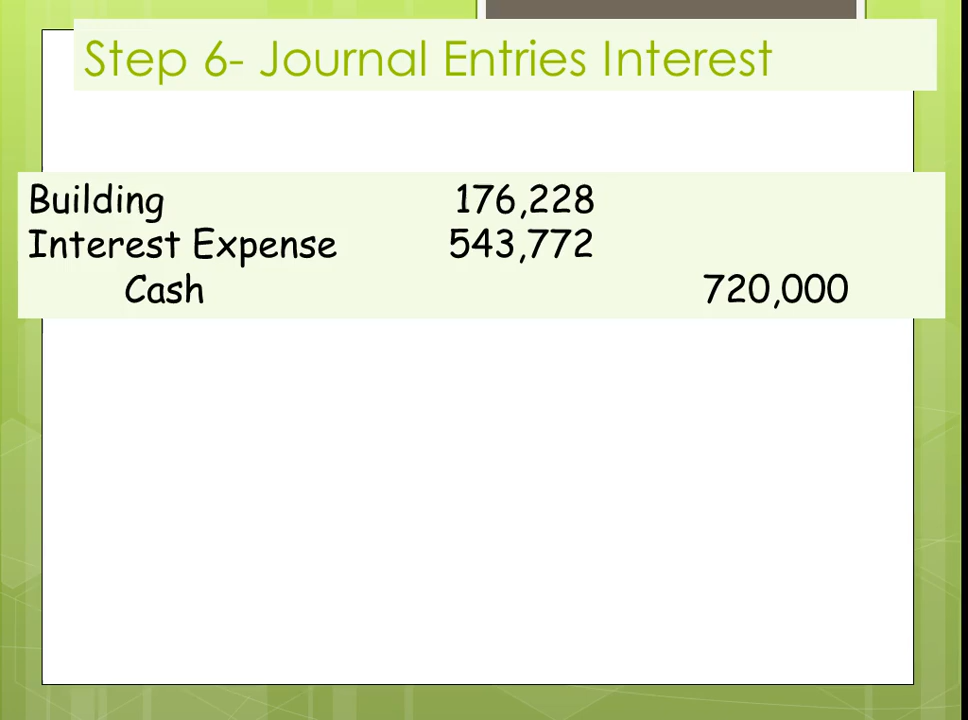 Step 6- Journal Entries Interest
Building 176,228
Interest Expense 543,772
Cash 720,000